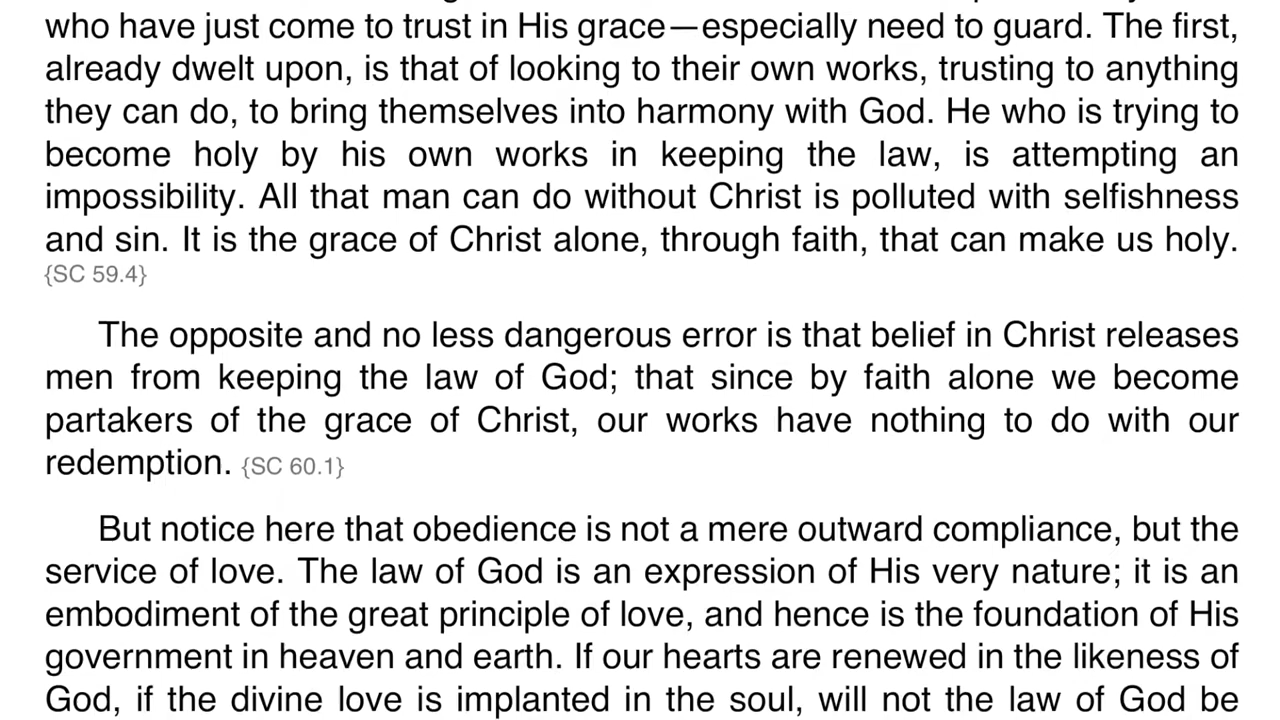 who have just come to trust in His grace—especially need to guard. The first,
already dwelt upon, is that of looking to their own works, trusting to anything
they can do, to bring themselves into harmony with God. He who is trying to
become holy by his own works in keeping the law, is attempting an
impossibility. All that man can do without Christ is polluted with selfishness
and sin. It is the grace of Christ alone, through faith, that can make us holy.
{SC 59.4}
The opposite and no less dangerous error is that belief in Christ releases
men from keeping the law of God; that since by faith alone we become
partakers of the grace of Christ, our works have nothing to do with our
redemption. {SC 60.1}
But notice here that obedience is not a mere outward compliance, but the
service of love. The law of God is an expression of His very nature; it is an
embodiment of the great principle of love, and hence is the foundation of His
government in heaven and earth. If our hearts are renewed in the likeness of
God, if the divine love is implanted in the soul, will not the law of God be